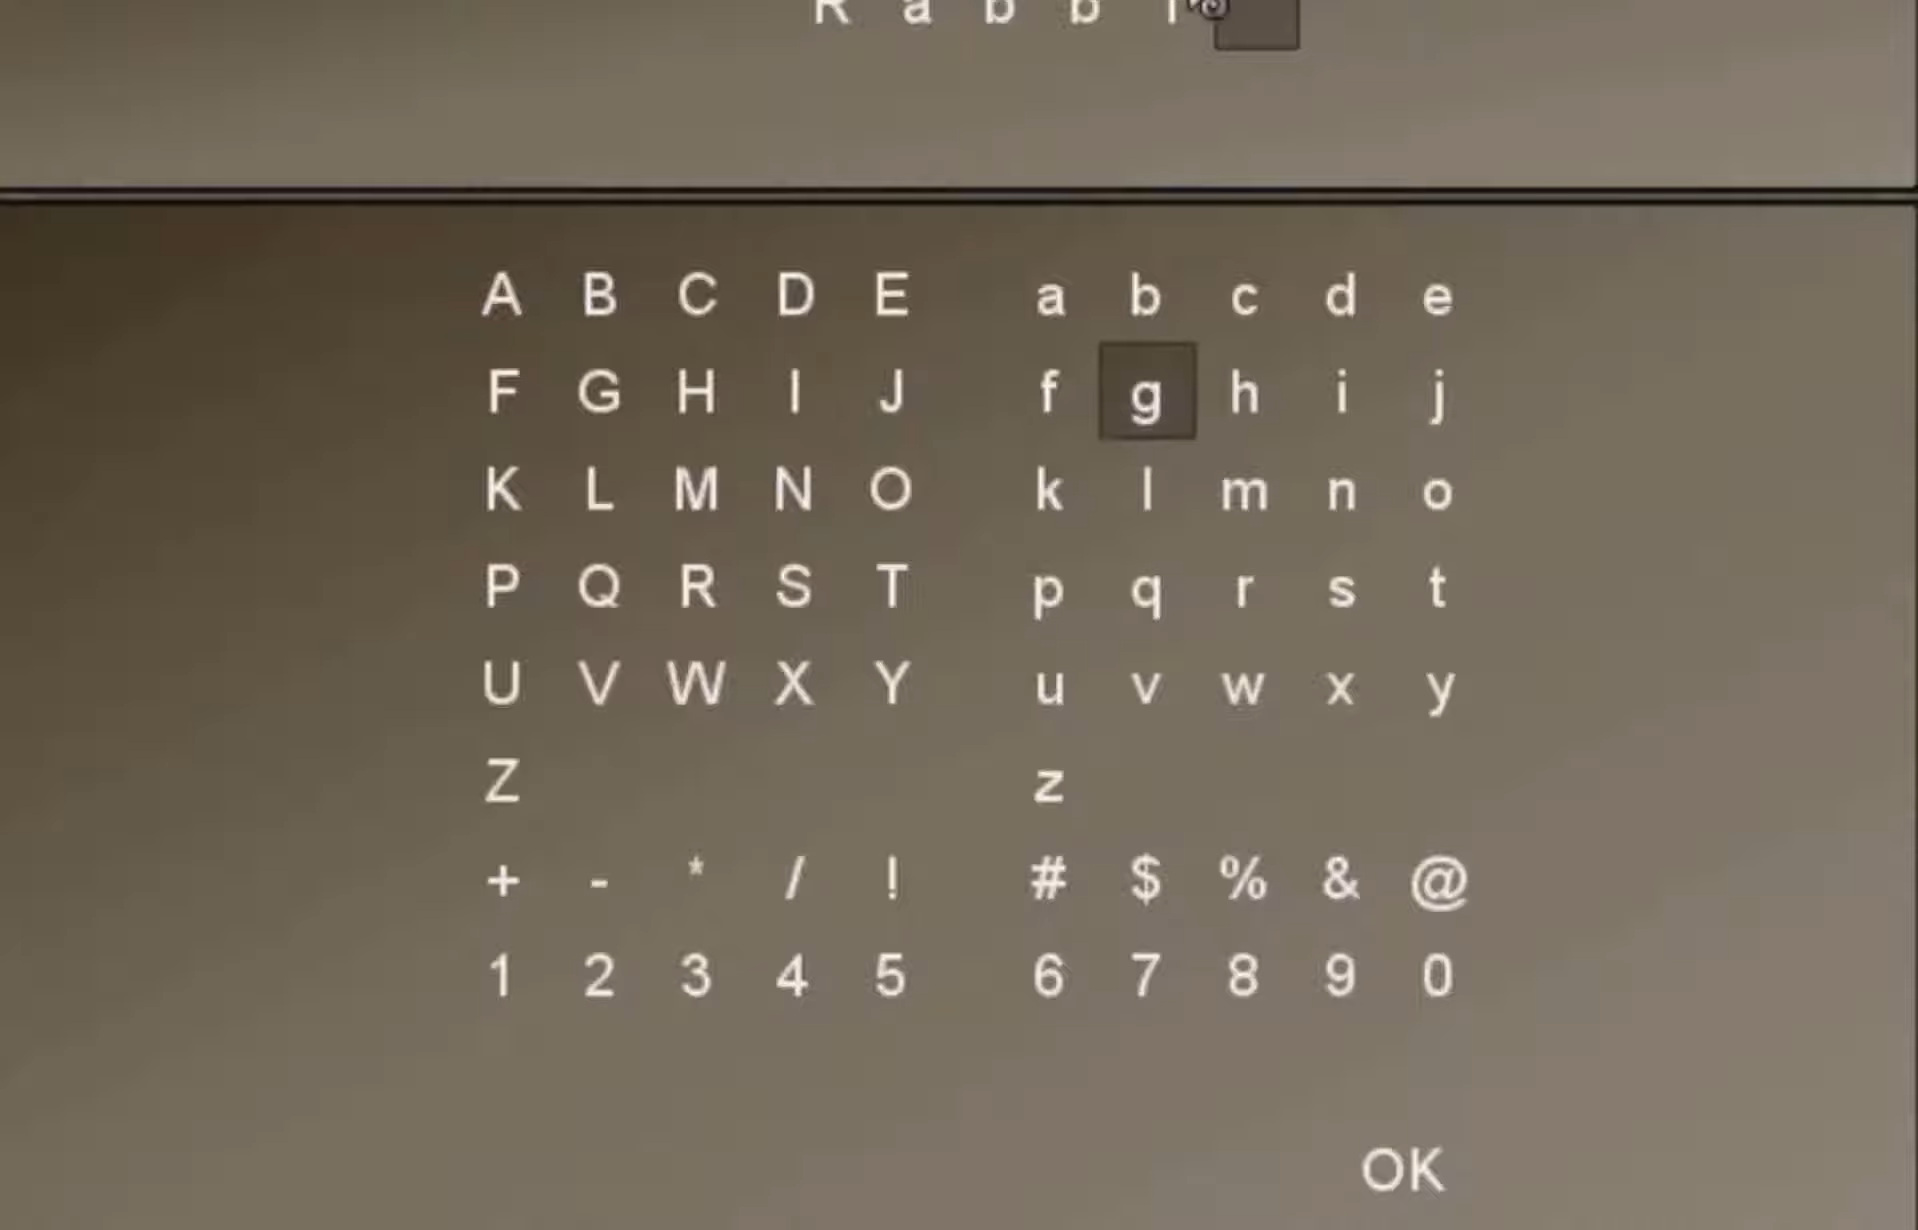 R a b b i
A B C D E a b c d e
F G H I J f g h i j
K L M N O k l m n o
P Q R S T p q r s t
U V W X Y u v w x y
Z z
+ - * / ! # $ % & @
1 2 3 4 5 6 7 8 9 0
OK